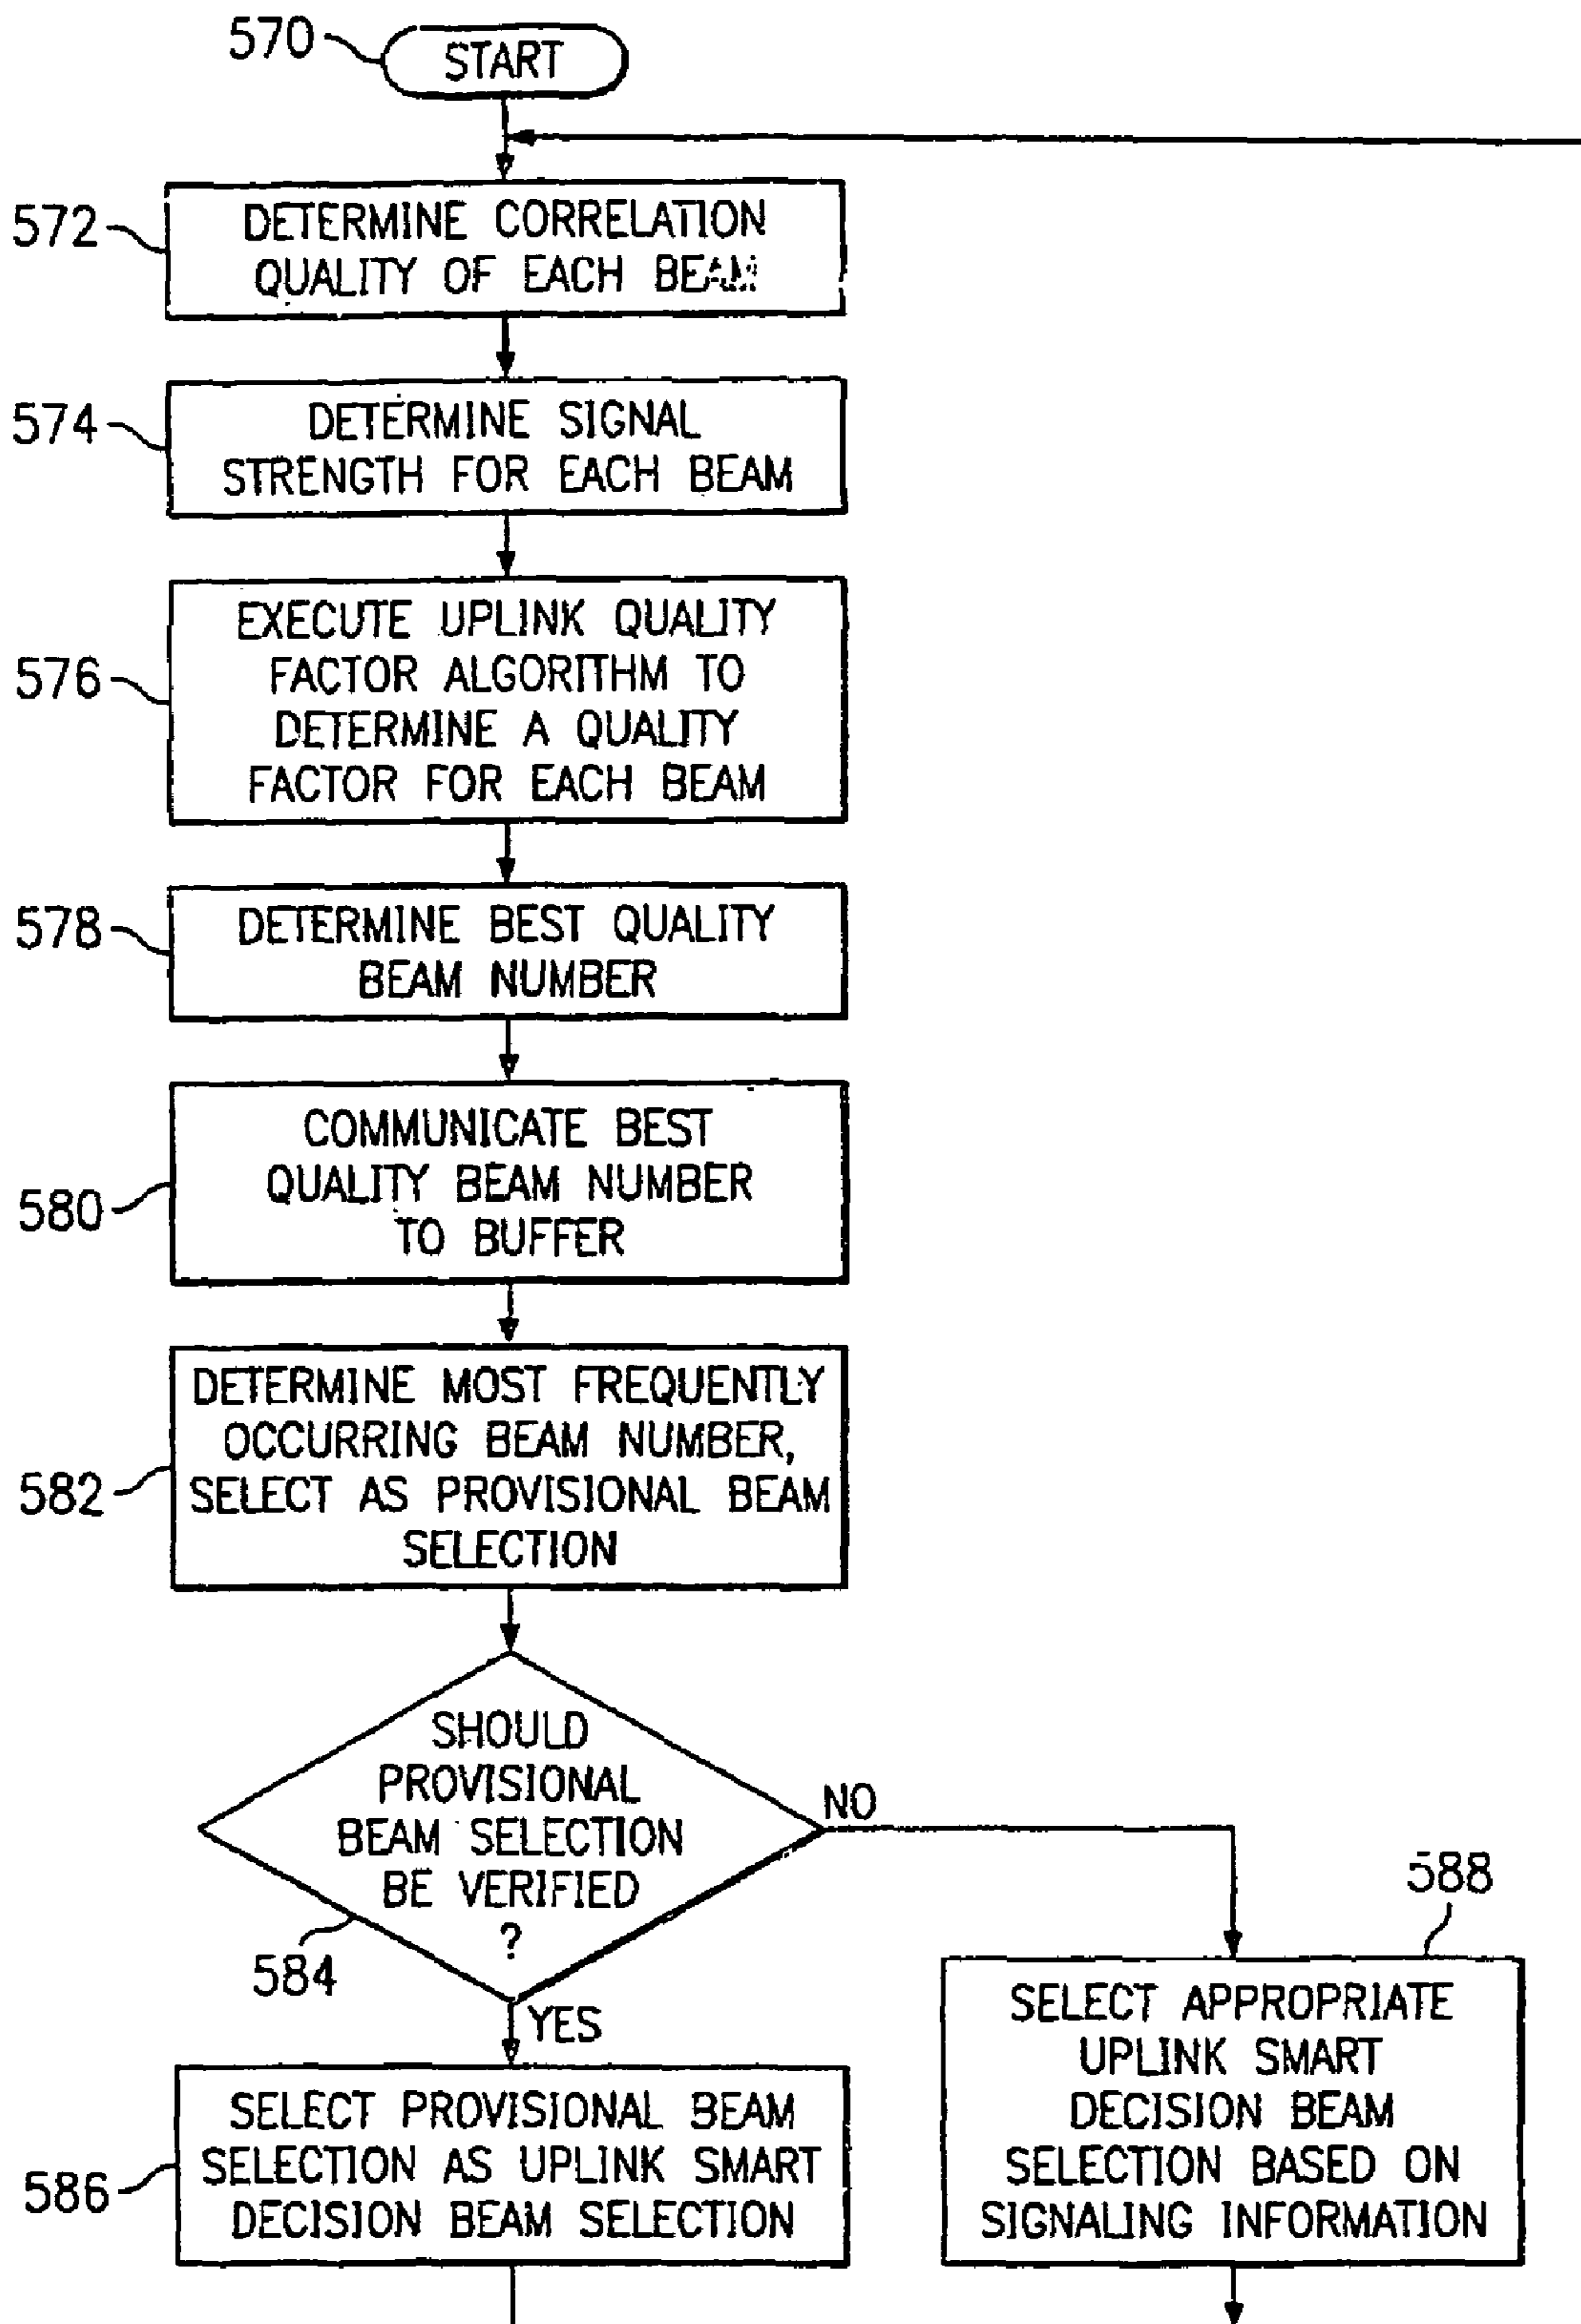 570
START
572
DETERMINE CORRELATION
QUALITY OF EACH BEAM
574
DETERMINE SIGNAL
STRENGTH FOR EACH BEAM
576
EXECUTE UPLINK QUALITY
FACTOR ALGORITHM TO
DETERMINE A QUALITY
FACTOR FOR EACH BEAM
578
DETERMINE BEST QUALITY
BEAM NUMBER
580
COMMUNICATE BEST
QUALITY BEAM NUMBER
TO BUFFER
582
DETERMINE MOST FREQUENTLY
OCCURRING BEAM NUMBER,
SELECT AS PROVISIONAL BEAM
SELECTION
SHOULD
PROVISIONAL
BEAM SELECTION
BE VERIFIED
?
584
NO
YES
586
SELECT PROVISIONAL BEAM
SELECTION AS UPLINK SMART
DECISION BEAM SELECTION
588
SELECT APPROPRIATE
UPLINK SMART
DECISION BEAM
SELECTION BASED ON
SIGNALING INFORMATION